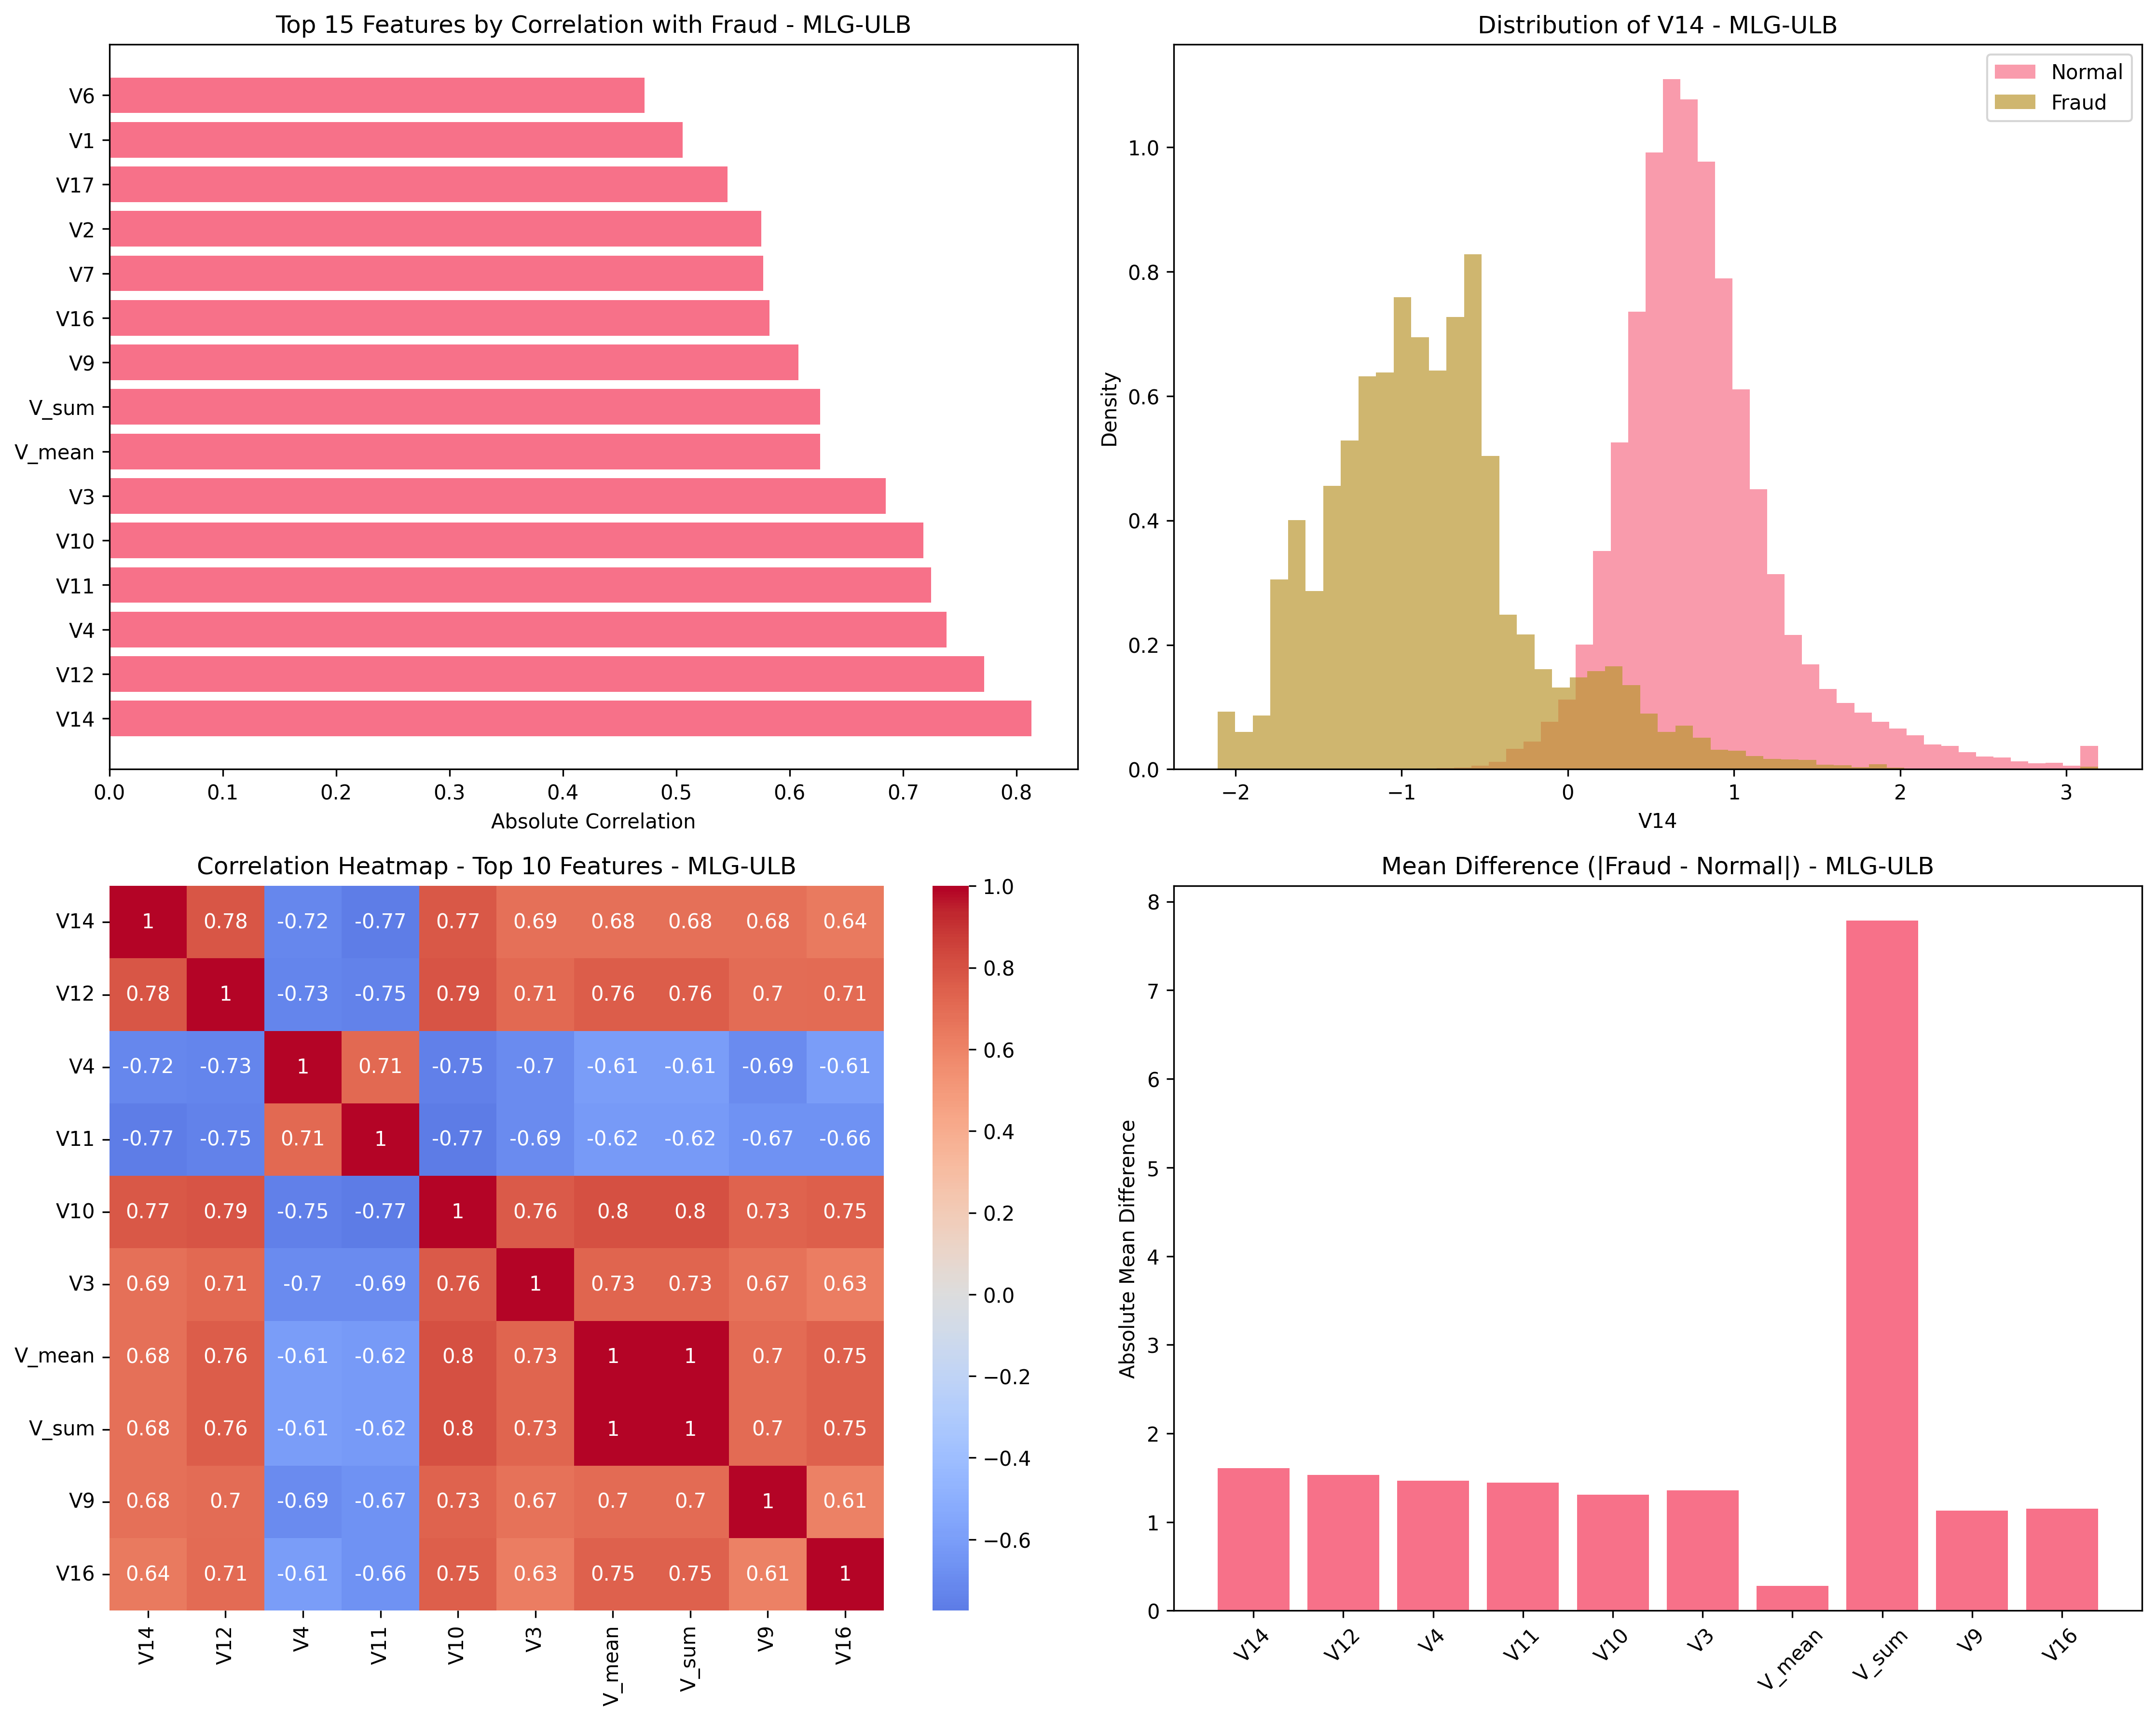 Top 15 Features by Correlation with Fraud - MLG-ULB
V6
V1
V17
V2
V7
V16
V9
V_sum
V_mean
V3
V10
V11
V4
V12
V14
0.0 0.1 0.2 0.3 0.4 0.5 0.6 0.7 0.8
Absolute Correlation
Distribution of V14 - MLG-ULB
Normal
Fraud
Density
1.0
0.8
0.6
0.4
0.2
0.0
−2 −1 0 1 2 3
V14
Correlation Heatmap - Top 10 Features - MLG-ULB
V14 1 0.78 -0.72 -0.77 0.77 0.69 0.68 0.68 0.68 0.64
V12 0.78 1 -0.73 -0.75 0.79 0.71 0.76 0.76 0.7 0.71
V4 -0.72 -0.73 1 0.71 -0.75 -0.7 -0.61 -0.61 -0.69 -0.61
V11 -0.77 -0.75 0.71 1 -0.77 -0.69 -0.62 -0.62 -0.67 -0.66
V10 0.77 0.79 -0.75 -0.77 1 0.76 0.8 0.8 0.73 0.75
V3 0.69 0.71 -0.7 -0.69 0.76 1 0.73 0.73 0.67 0.63
V_mean 0.68 0.76 -0.61 -0.62 0.8 0.73 1 1 0.7 0.75
V_sum 0.68 0.76 -0.61 -0.62 0.8 0.73 1 1 0.7 0.75
V9 0.68 0.7 -0.69 -0.67 0.73 0.67 0.7 0.7 1 0.61
V16 0.64 0.71 -0.61 -0.66 0.75 0.63 0.75 0.75 0.61 1
V14 V12 V4 V11 V10 V3 V_mean V_sum V9 V16
1.0
0.8
0.6
0.4
0.2
0.0
−0.2
−0.4
−0.6
Mean Difference (|Fraud - Normal|) - MLG-ULB
Absolute Mean Difference
8
7
6
5
4
3
2
1
0
V14 V12 V4 V11 V10 V3 V_mean V_sum V9 V16